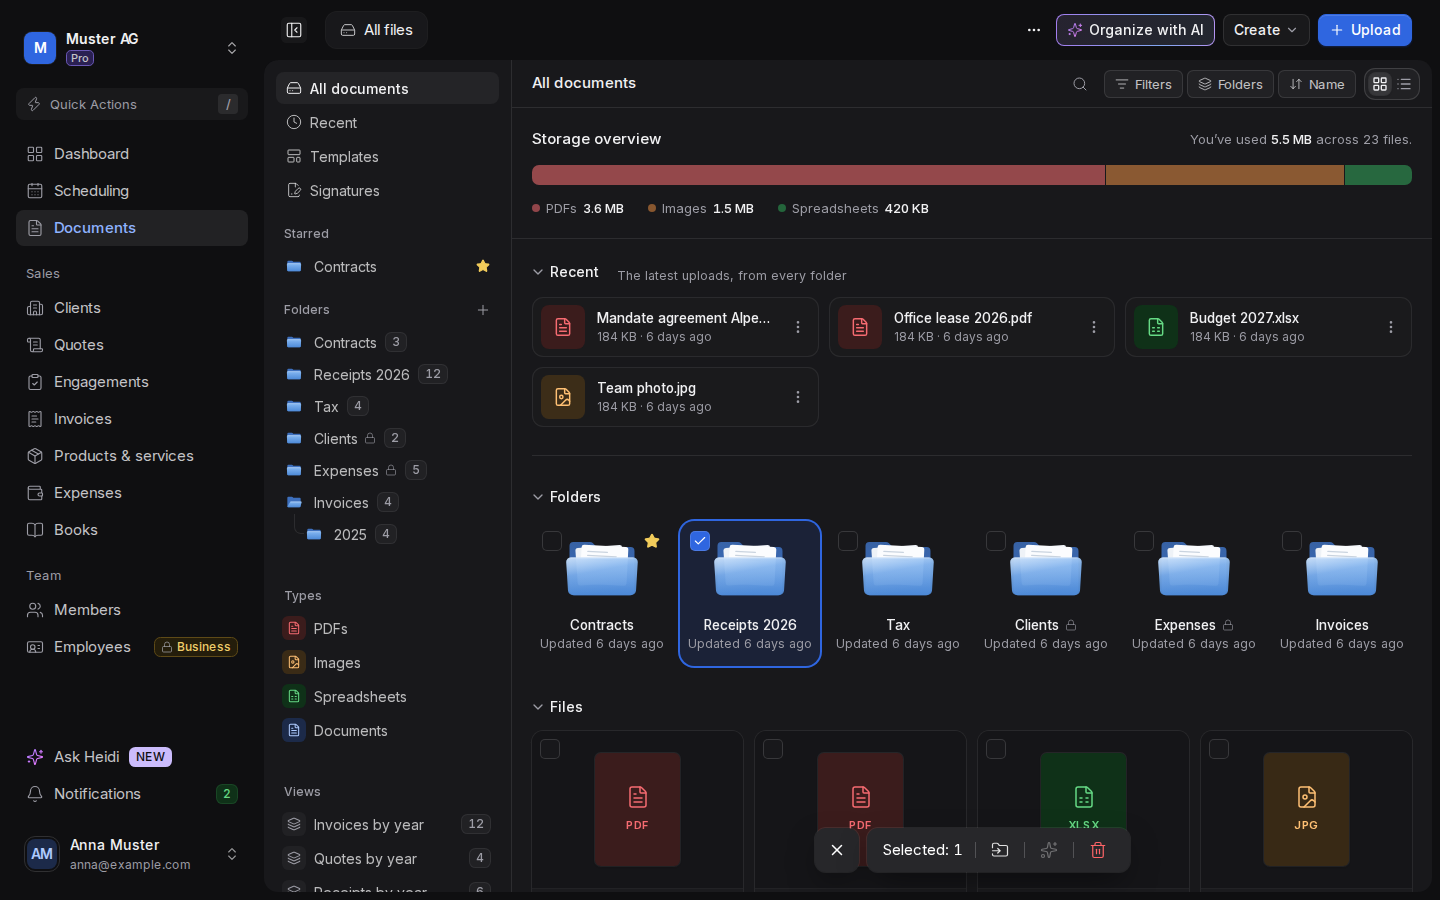 M
Muster AG
Pro
Quick Actions
/
Dashboard
Scheduling
Documents
Sales
Clients
Quotes
Engagements
Invoices
Products & services
Expenses
Books
Team
Members
Employees
Business
Ask Heidi
NEW
Notifications
2
AM
Anna Muster
anna@example.com
All files
Organize with AI
Create
Upload
All documents
Recent
Templates
Signatures
Starred
Contracts
Folders
Contracts 3
Receipts 2026 12
Tax 4
Clients 2
Expenses 5
Invoices 4
2025 4
Types
PDFs
Images
Spreadsheets
Documents
Views
Invoices by year 12
Quotes by year 4
Receipts by year 6
All documents
Filters
Folders
Name
Storage overview
You've used 5.5 MB across 23 files.
PDFs 3.6 MB
Images 1.5 MB
Spreadsheets 420 KB
Recent
The latest uploads, from every folder
Mandate agreement Alpe...
184 KB · 6 days ago
Office lease 2026.pdf
184 KB · 6 days ago
Budget 2027.xlsx
184 KB · 6 days ago
Team photo.jpg
184 KB · 6 days ago
Folders
Contracts
Updated 6 days ago
Receipts 2026
Updated 6 days ago
Tax
Updated 6 days ago
Clients
Updated 6 days ago
Expenses
Updated 6 days ago
Invoices
Updated 6 days ago
Files
PDF
PDF
XLSX
JPG
Selected: 1